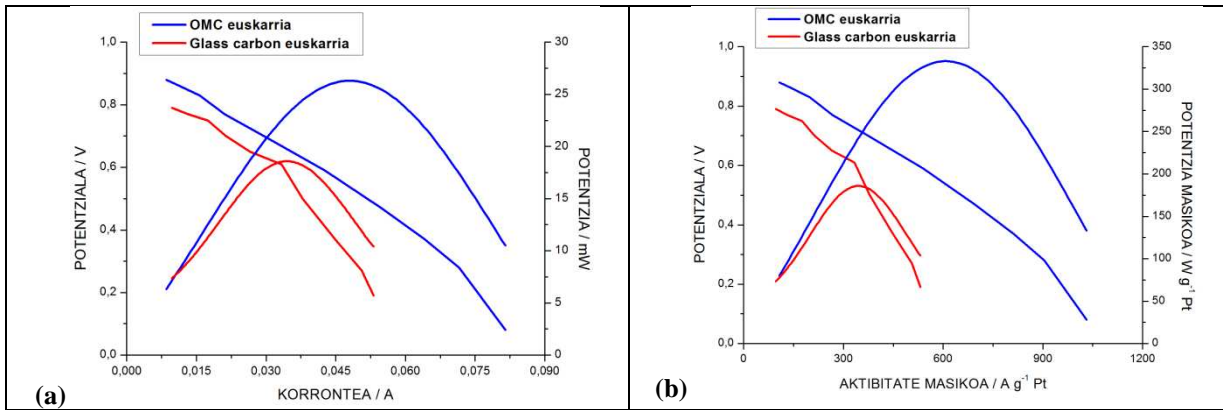 OMC euskarria
Glass carbon euskarria
1,0
0,8
0,6
0,4
0,2
0,0
POTENTZIALA / V
30
25
20
15
10
5
0
POTENTZIA / mW
0,000 0,015 0,030 0,045 0,060 0,075 0,090
KORRONTEA / A
(a)
OMC euskarria
Glass carbon euskarria
1,0
0,8
0,6
0,4
0,2
0,0
POTENTZIALA / V
350
300
250
200
150
100
50
0
POTENTZIA MASIKOA / W g⁻¹ Pt
0 300 600 900 1200
AKTIBITATE MASIKOA / A g⁻¹ Pt
(b)